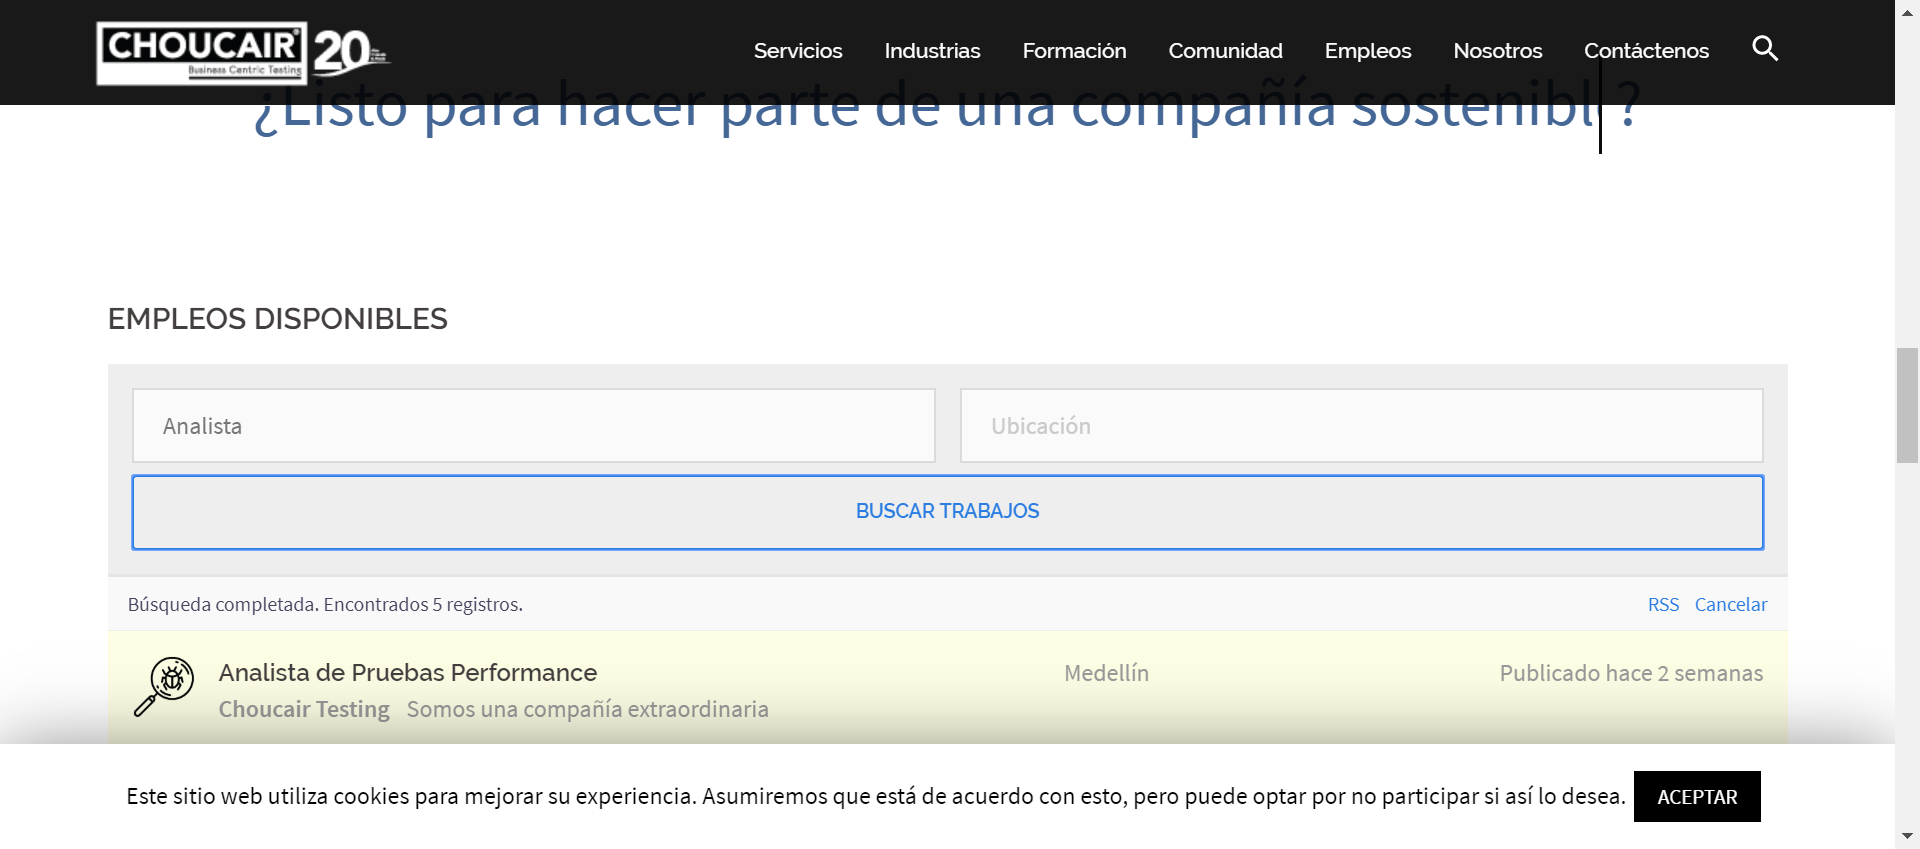 CHOUCAIR
Business Centric Testing
20
Servicios Industrias Formación Comunidad Empleos Nosotros Contáctenos
¿Listo para hacer parte de una compañía sostenibl ?
EMPLEOS DISPONIBLES
Analista
Ubicación
BUSCAR TRABAJOS
Búsqueda completada. Encontrados 5 registros.
RSS Cancelar
Analista de Pruebas Performance
Medellín
Publicado hace 2 semanas
Choucair Testing Somos una compañía extraordinaria
Este sitio web utiliza cookies para mejorar su experiencia. Asumiremos que está de acuerdo con esto, pero puede optar por no participar si así lo desea.
ACEPTAR